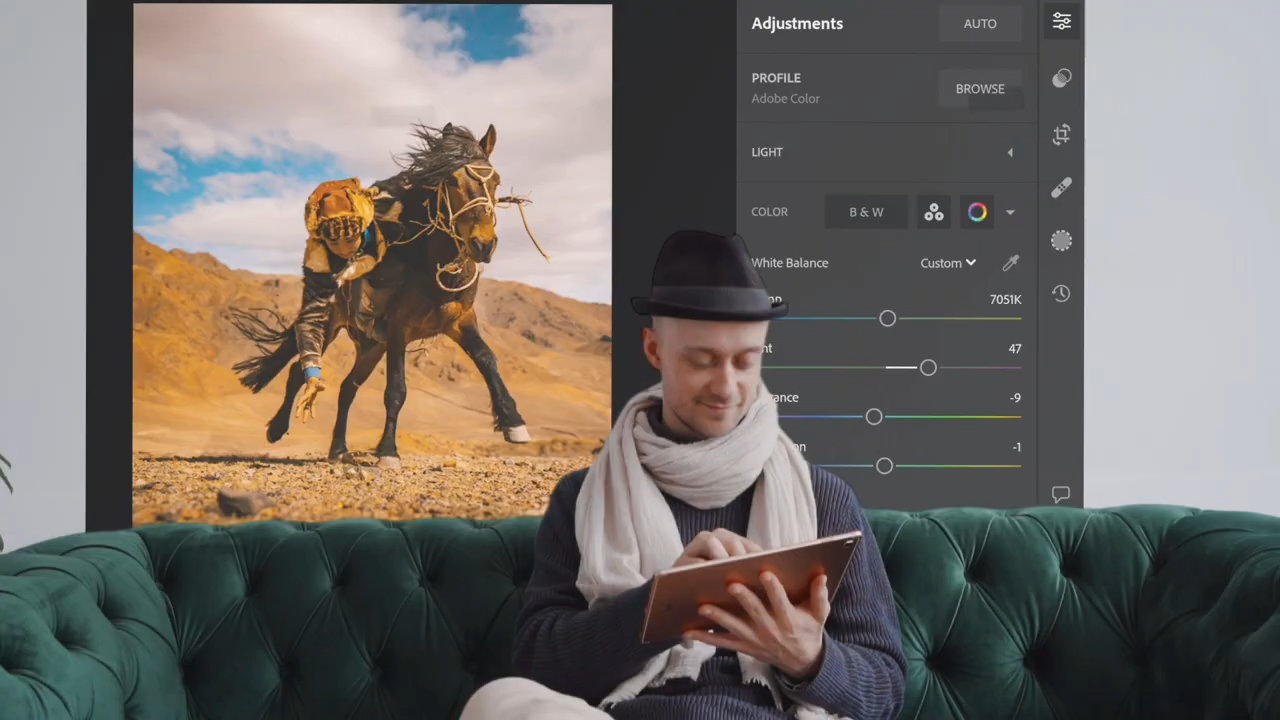 Adjustments
AUTO
PROFILE
Adobe Color
BROWSE
LIGHT
COLOR
B & W
White Balance
Custom
7051K
47
-9
-1